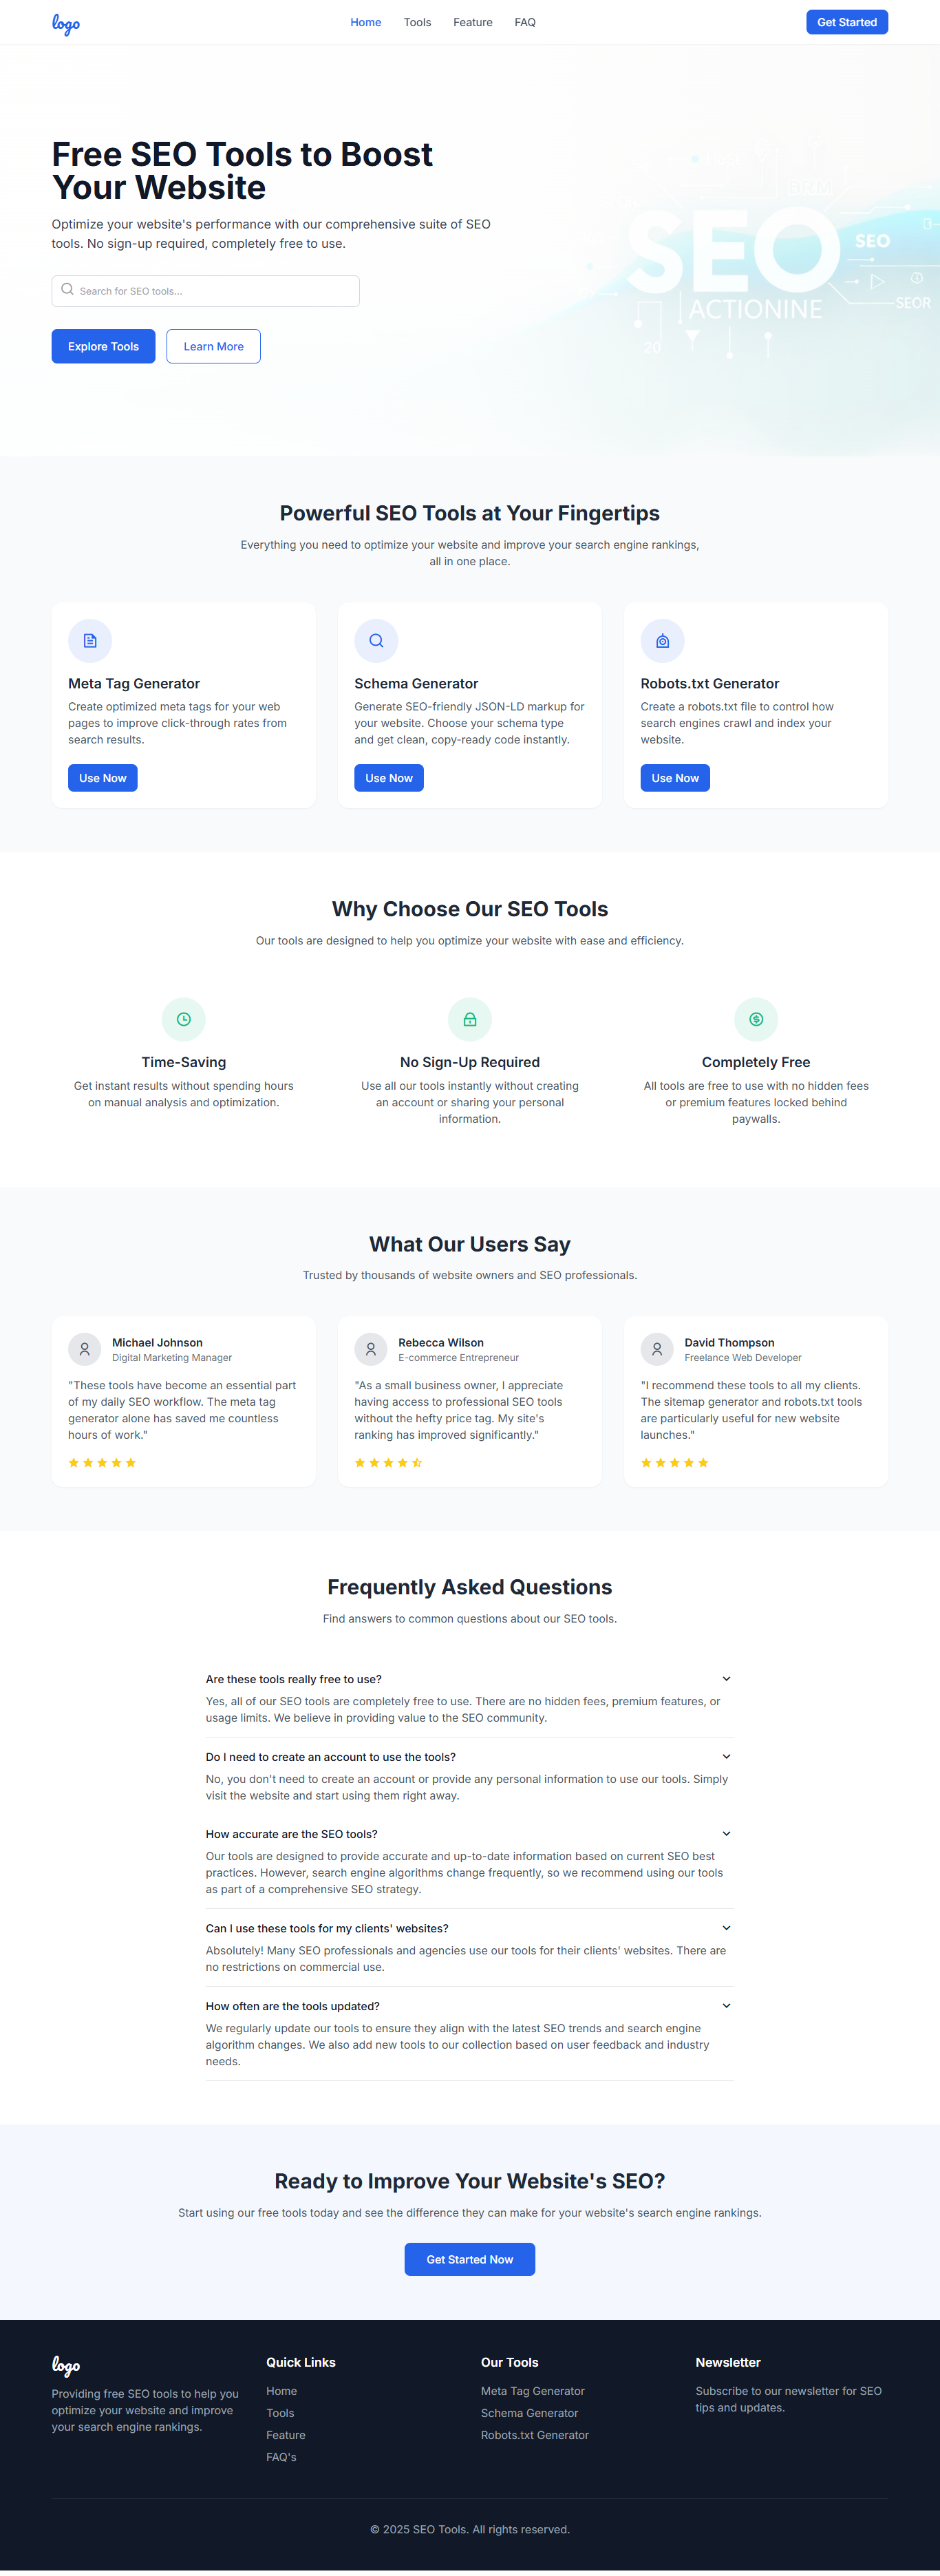 logo
Home
Tools
Feature
FAQ
Get Started
Free SEO Tools to Boost
Your Website
Optimize your website's performance with our comprehensive suite of SEO
tools. No sign-up required, completely free to use.
Search for SEO tools...
Explore Tools
Learn More
SEO
SEO
ACTIONINE
SEOR
20
Powerful SEO Tools at Your Fingertips
Everything you need to optimize your website and improve your search engine rankings,
all in one place.
Meta Tag Generator
Create optimized meta tags for your web
pages to improve click-through rates from
search results.
Use Now
Schema Generator
Generate SEO-friendly JSON-LD markup for
your website. Choose your schema type
and get clean, copy-ready code instantly.
Use Now
Robots.txt Generator
Create a robots.txt file to control how
search engines crawl and index your
website.
Use Now
Why Choose Our SEO Tools
Our tools are designed to help you optimize your website with ease and efficiency.
Time-Saving
Get instant results without spending hours
on manual analysis and optimization.
No Sign-Up Required
Use all our tools instantly without creating
an account or sharing your personal
information.
Completely Free
All tools are free to use with no hidden fees
or premium features locked behind
paywalls.
What Our Users Say
Trusted by thousands of website owners and SEO professionals.
Michael Johnson
Digital Marketing Manager
"These tools have become an essential part
of my daily SEO workflow. The meta tag
generator alone has saved me countless
hours of work."
Rebecca Wilson
E-commerce Entrepreneur
"As a small business owner, I appreciate
having access to professional SEO tools
without the hefty price tag. My site's
ranking has improved significantly."
David Thompson
Freelance Web Developer
"I recommend these tools to all my clients.
The sitemap generator and robots.txt tools
are particularly useful for new website
launches."
Frequently Asked Questions
Find answers to common questions about our SEO tools.
Are these tools really free to use?
Yes, all of our SEO tools are completely free to use. There are no hidden fees, premium features, or
usage limits. We believe in providing value to the SEO community.
Do I need to create an account to use the tools?
No, you don't need to create an account or provide any personal information to use our tools. Simply
visit the website and start using them right away.
How accurate are the SEO tools?
Our tools are designed to provide accurate and up-to-date information based on current SEO best
practices. However, search engine algorithms change frequently, so we recommend using our tools
as part of a comprehensive SEO strategy.
Can I use these tools for my clients' websites?
Absolutely! Many SEO professionals and agencies use our tools for their clients' websites. There are
no restrictions on commercial use.
How often are the tools updated?
We regularly update our tools to ensure they align with the latest SEO trends and search engine
algorithm changes. We also add new tools to our collection based on user feedback and industry
needs.
Ready to Improve Your Website's SEO?
Start using our free tools today and see the difference they can make for your website's search engine rankings.
Get Started Now
logo
Providing free SEO tools to help you
optimize your website and improve
your search engine rankings.
Quick Links
Home
Tools
Feature
FAQ's
Our Tools
Meta Tag Generator
Schema Generator
Robots.txt Generator
Newsletter
Subscribe to our newsletter for SEO
tips and updates.
© 2025 SEO Tools. All rights reserved.